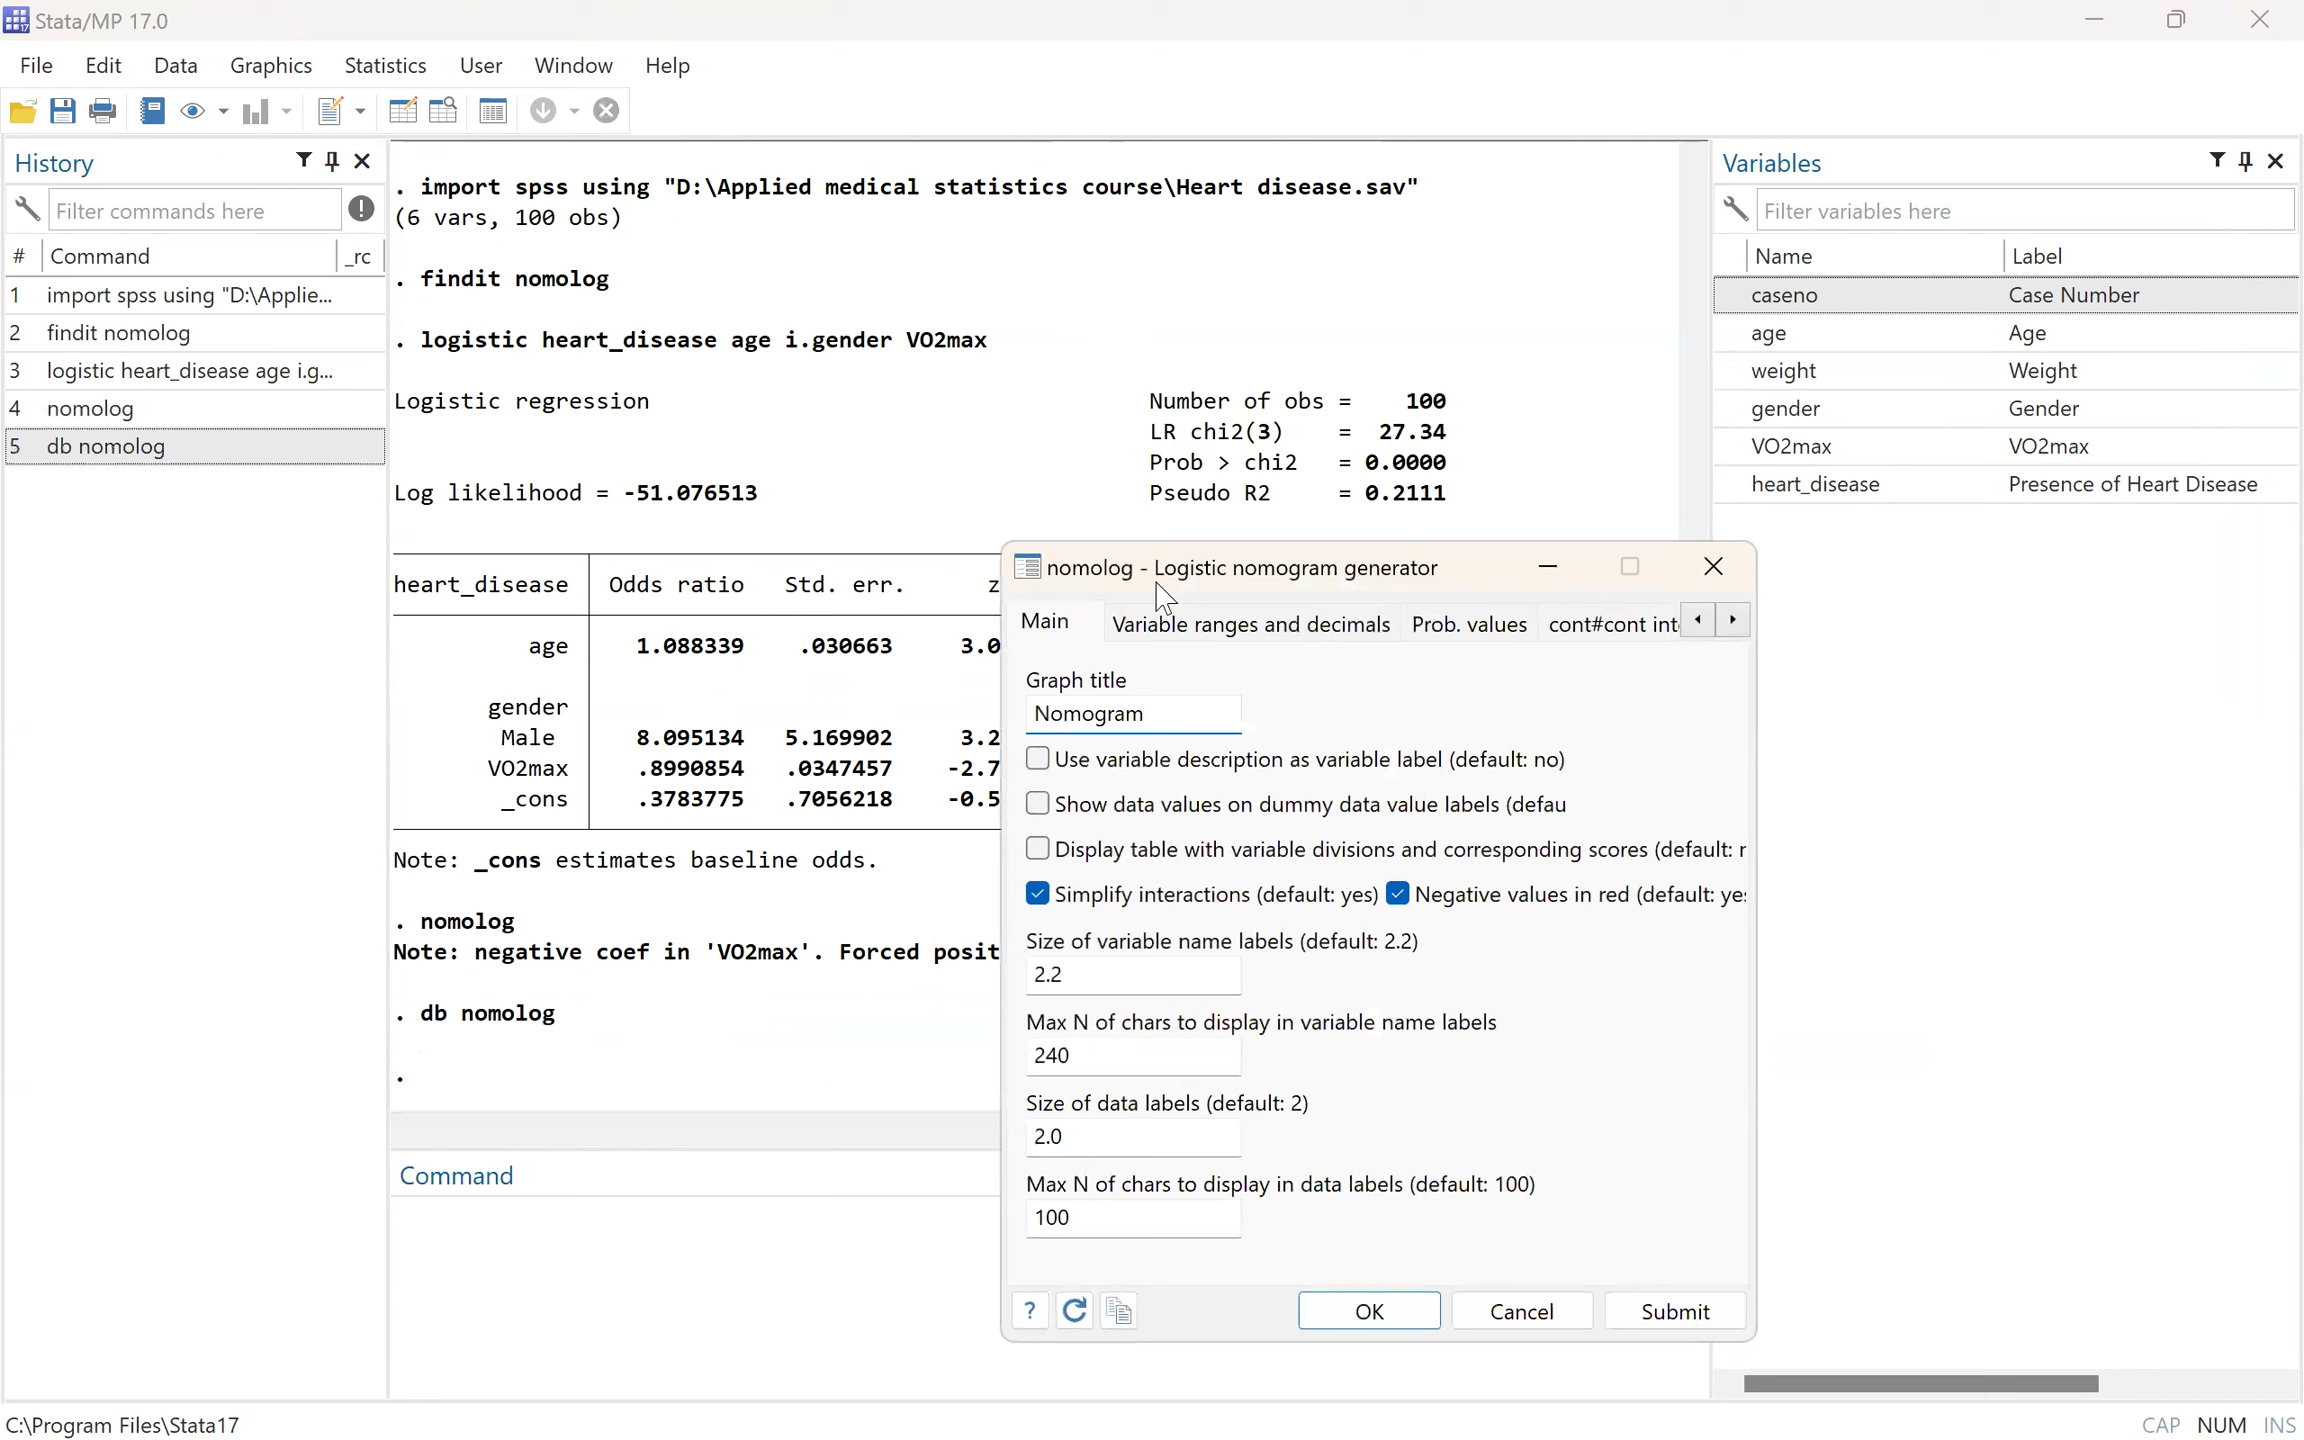 Stata/MP 17.0
File Edit Data Graphics Statistics User Window Help
History
Filter commands here
# Command _rc
1 import spss using "D:\Applie...
2 findit nomolog
3 logistic heart_disease age i.g...
4 nomolog
5 db nomolog
. import spss using "D:\Applied medical statistics course\Heart disease.sav"
(6 vars, 100 obs)
. findit nomolog
. logistic heart_disease age i.gender VO2max
Logistic regression Number of obs = 100
LR chi2(3) = 27.34
Prob > chi2 = 0.0000
Log likelihood = -51.076513 Pseudo R2 = 0.2111
heart_disease Odds ratio Std. err. z
age 1.088339 .030663 3.0
gender
Male 8.095134 5.169902 3.2
VO2max .8990854 .0347457 -2.7
_cons .3783775 .7056218 -0.5
Note: _cons estimates baseline odds.
. nomolog
Note: negative coef in 'VO2max'. Forced posit
. db nomolog
.
Command
nomolog - Logistic nomogram generator
Main Variable ranges and decimals Prob. values cont#cont int
Graph title
Nomogram
Use variable description as variable label (default: no)
Show data values on dummy data value labels (defau
Display table with variable divisions and corresponding scores (default: r
Simplify interactions (default: yes) Negative values in red (default: yes
Size of variable name labels (default: 2.2)
2.2
Max N of chars to display in variable name labels
240
Size of data labels (default: 2)
2.0
Max N of chars to display in data labels (default: 100)
100
? OK Cancel Submit
Variables
Filter variables here
Name Label
caseno Case Number
age Age
weight Weight
gender Gender
VO2max VO2max
heart_disease Presence of Heart Disease
C:\Program Files\Stata17 CAP NUM INS